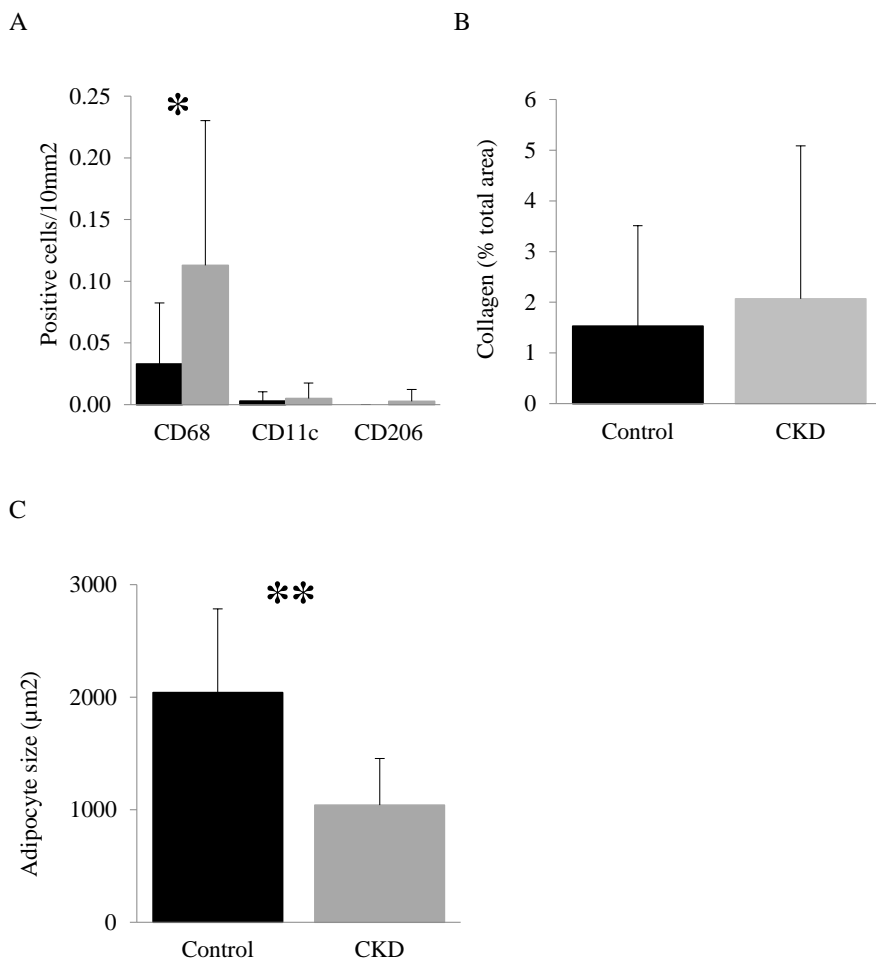 A
B
Positive cells/10mm2
0.25
0.20
0.15
0.10
0.05
0.00
*
CD68 CD11c CD206
Collagen (% total area)
6
5
4
3
2
1
0
Control CKD
C
Adipocyte size (µm2)
3000
2000
1000
0
**
Control CKD